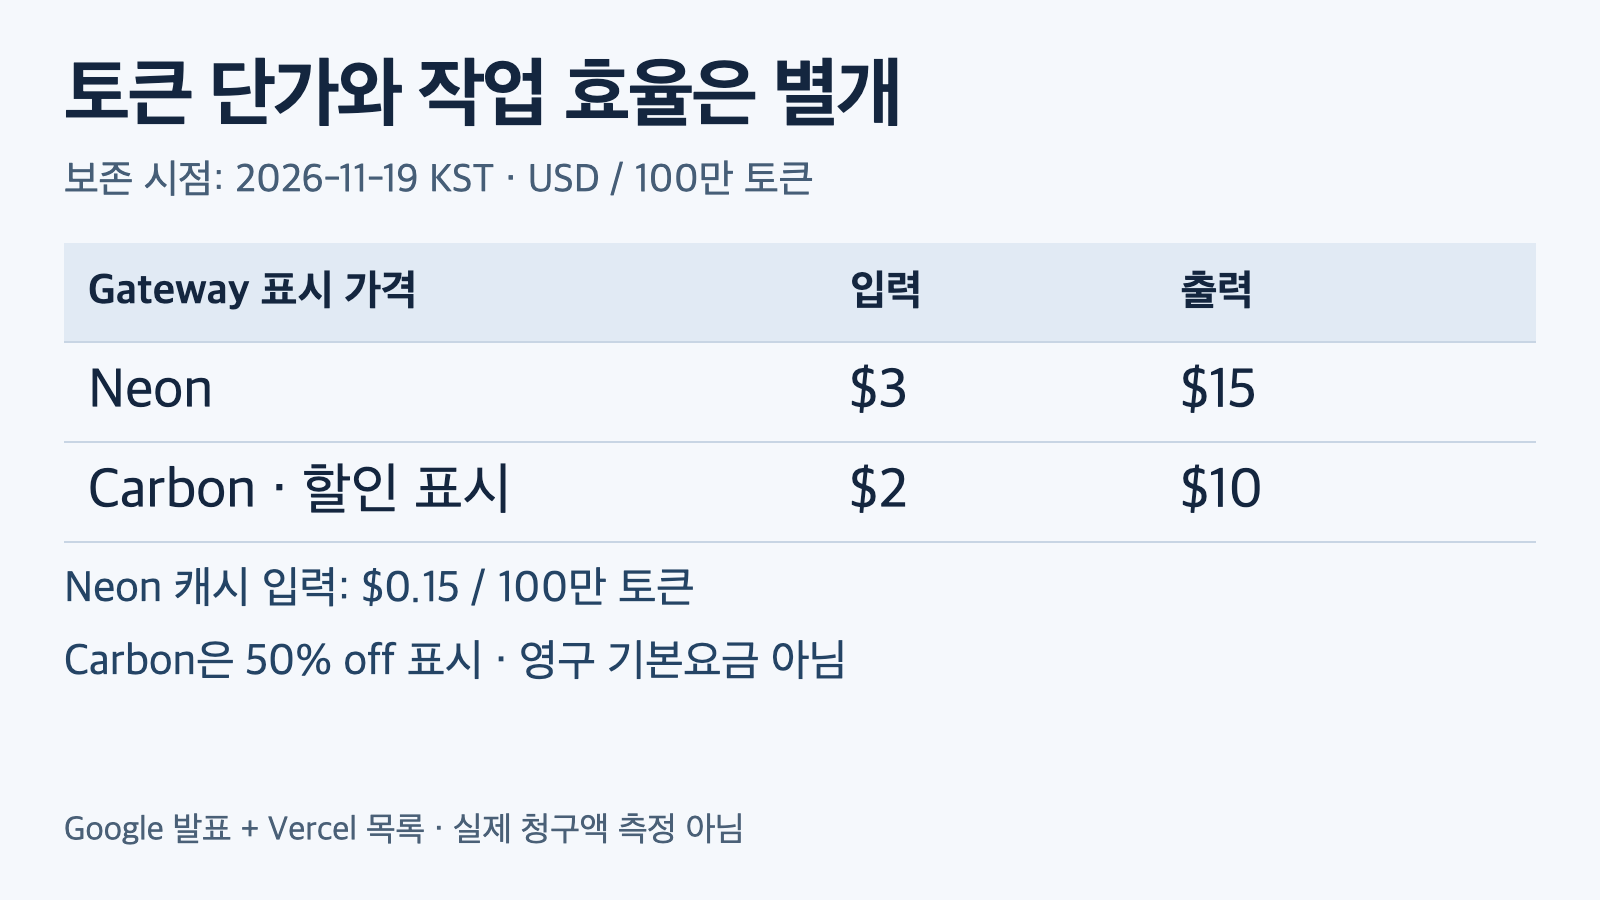 토큰 단가와 작업 효율은 별개
보존 시점: 2026-11-19 KST · USD / 100만 토큰
Gateway 표시 가격 입력 출력
Neon $3 $15
Carbon · 할인 표시 $2 $10
Neon 캐시 입력: $0.15 / 100만 토큰
Carbon은 50% off 표시 · 영구 기본요금 아님
Google 발표 + Vercel 목록 · 실제 청구액 측정 아님